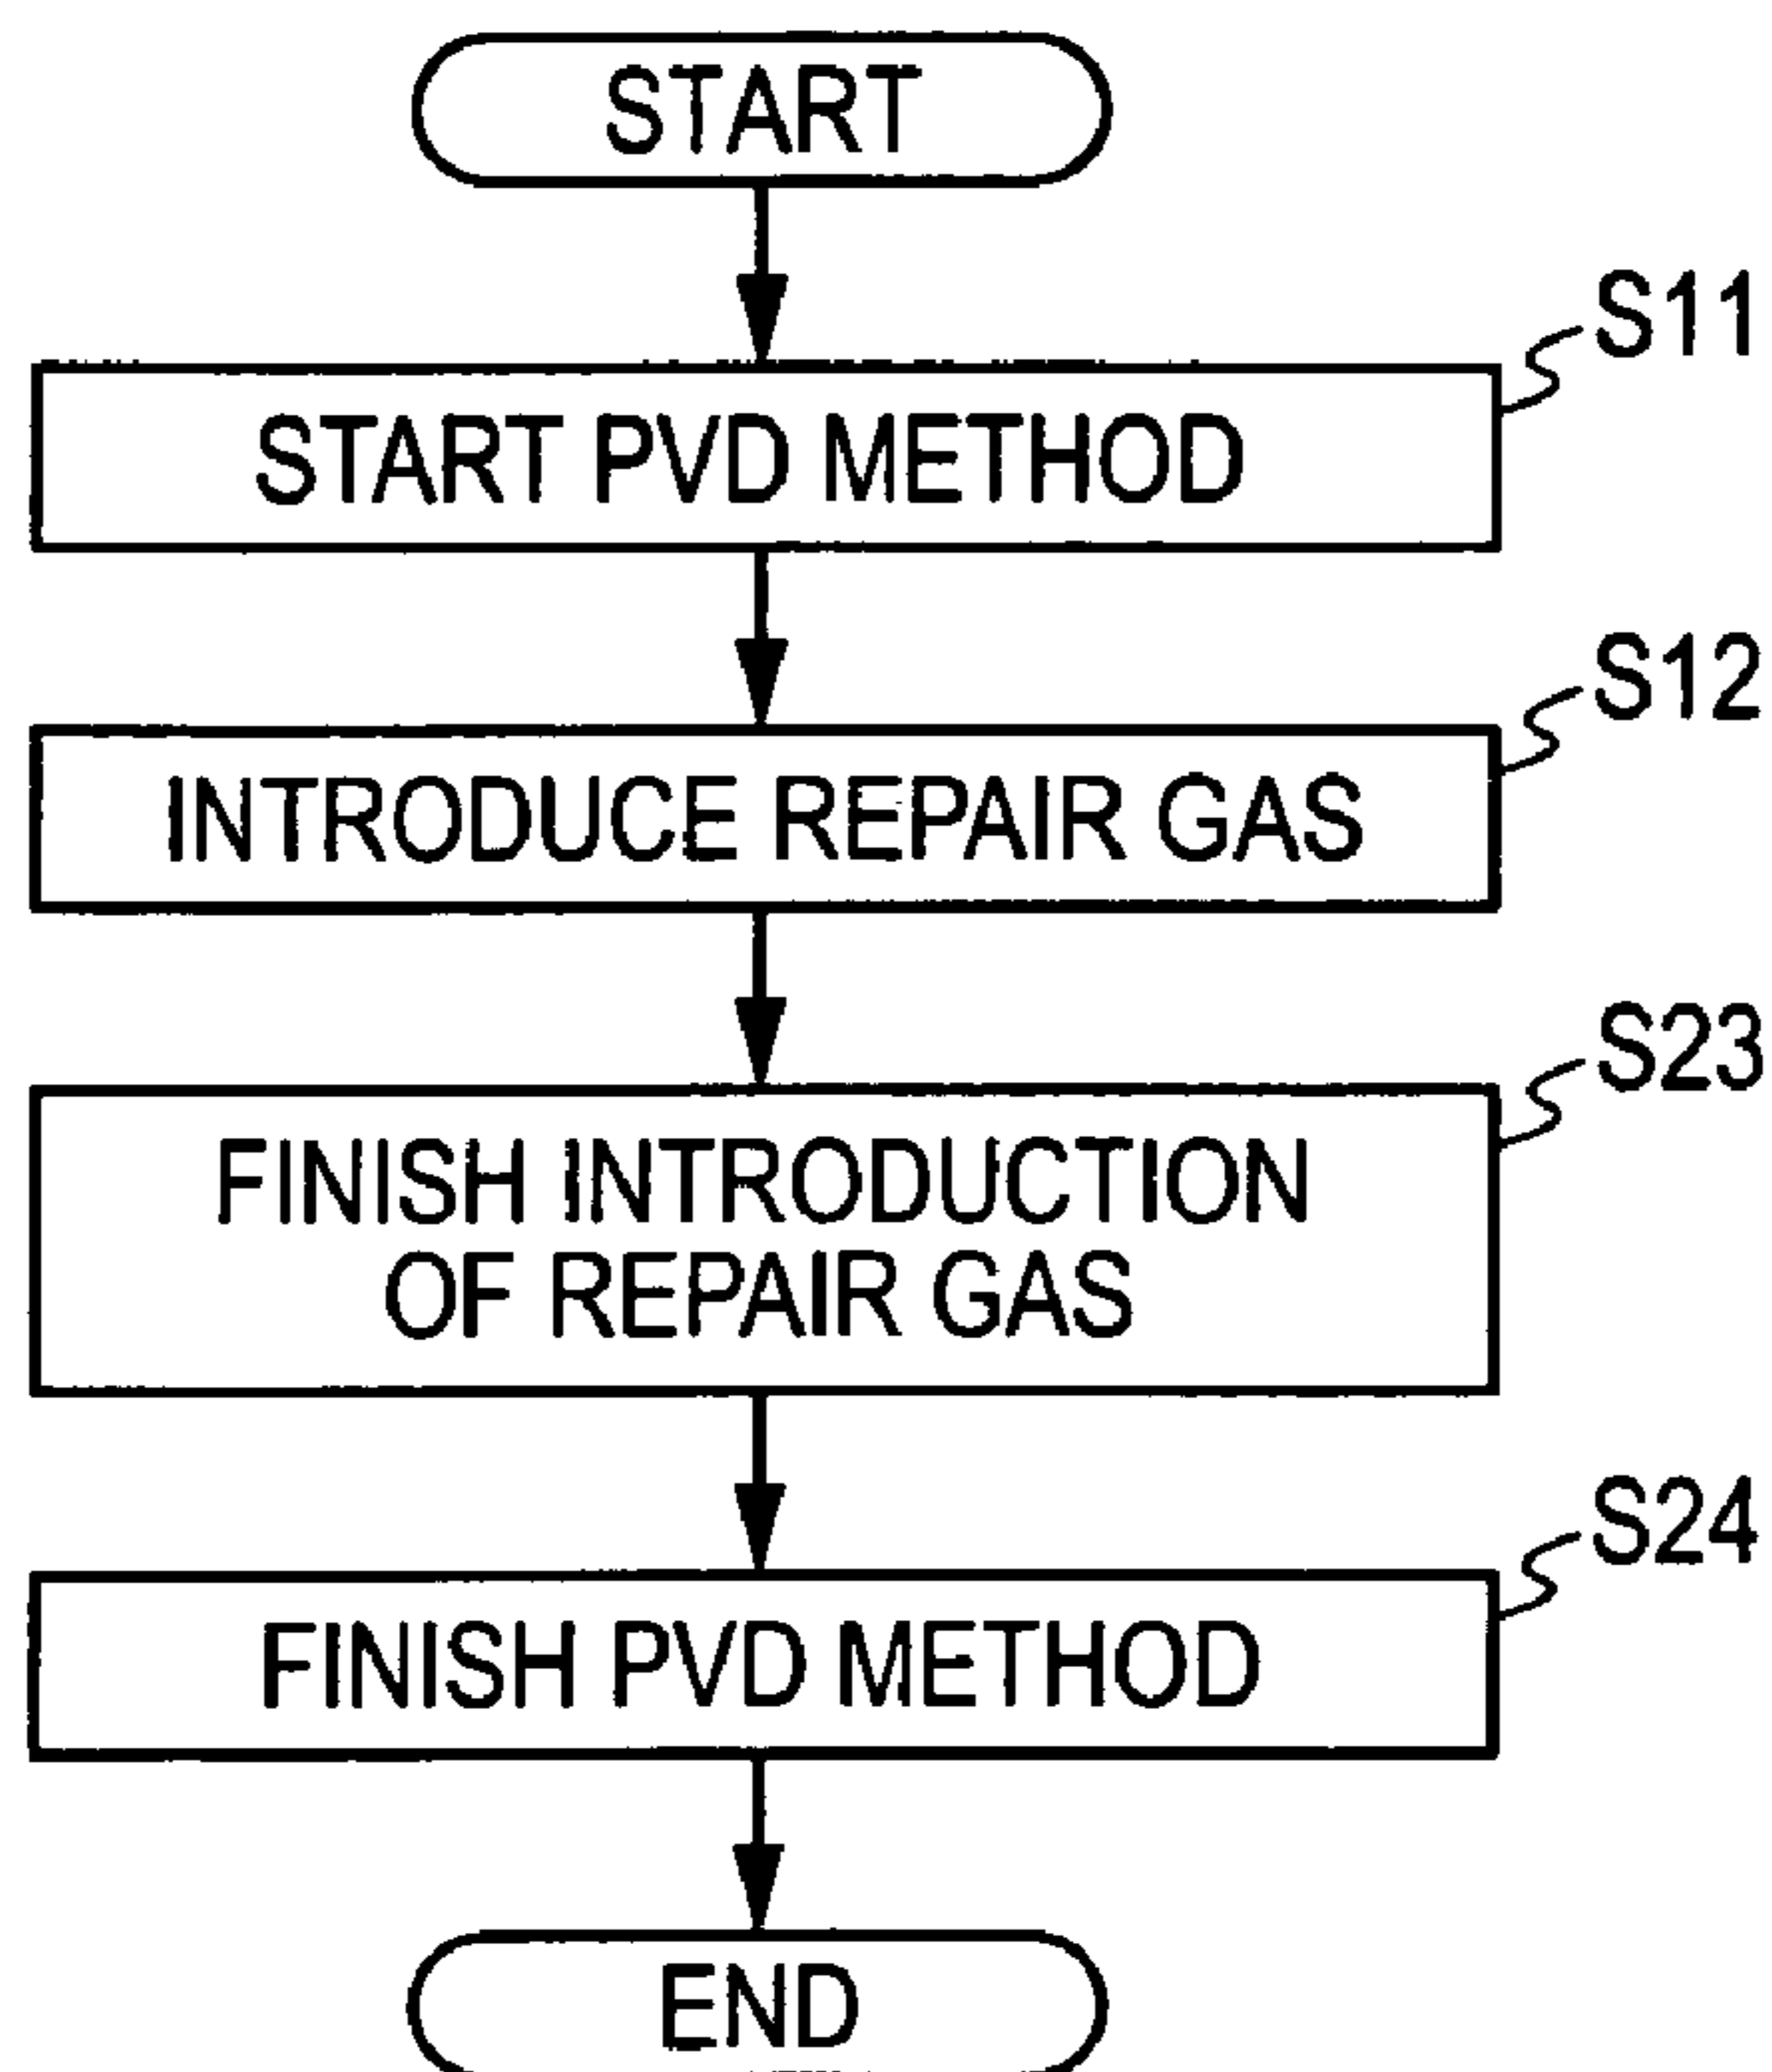 START
S11
START PVD METHOD
S12
INTRODUCE REPAIR GAS
S23
FINISH INTRODUCTION
OF REPAIR GAS
S24
FINISH PVD METHOD
END